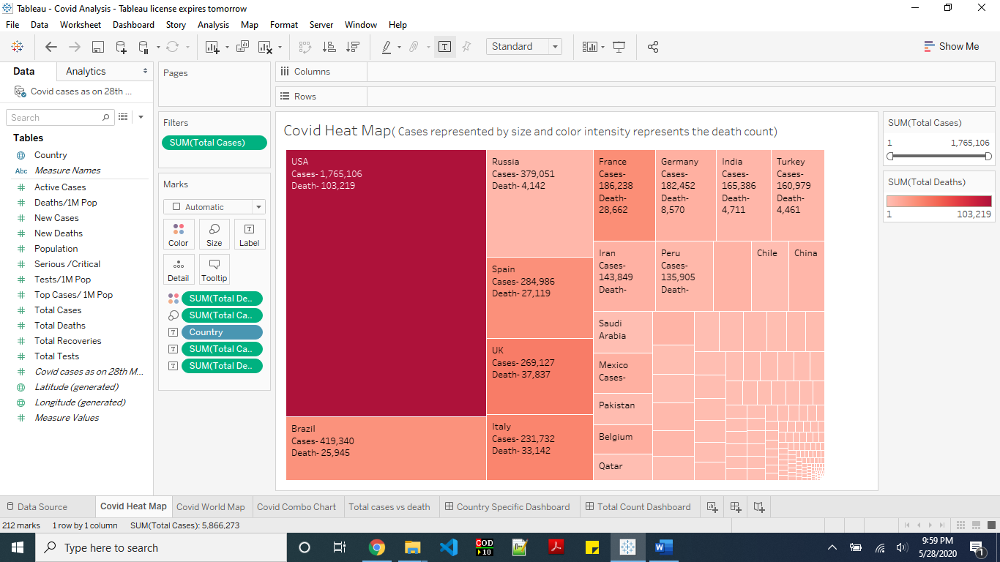 Tableau - Covid Analysis - Tableau license expires tomorrow
File Data Worksheet Dashboard Story Analysis Map Format Server Window Help
Standard
Show Me
Data Analytics
Covid cases as on 28th ...
Search
Tables
Country
Abc Measure Names
Active Cases
Deaths/1M Pop
New Cases
New Deaths
Population
Serious /Critical
Tests/1M Pop
Top Cases/ 1M Pop
Total Cases
Total Deaths
Total Recoveries
Total Tests
Covid cases as on 28th M...
Latitude (generated)
Longitude (generated)
Measure Values
Pages
Filters
SUM(Total Cases)
Marks
Automatic
Color Size Label
Detail Tooltip
SUM(Total De..
SUM(Total Ca..
Country
SUM(Total Ca..
SUM(Total De..
Columns
Rows
Covid Heat Map( Cases represented by size and color intensity represents the death count)
USA
Cases- 1,765,106
Death- 103,219
Brazil
Cases- 419,340
Death- 25,945
Russia
Cases- 379,051
Death- 4,142
Spain
Cases- 284,986
Death- 27,119
UK
Cases- 269,127
Death- 37,837
Italy
Cases- 231,732
Death- 33,142
France
Cases-
186,238
Death-
28,662
Germany
Cases-
182,452
Death-
8,570
India
Cases-
165,386
Death-
4,711
Turkey
Cases-
160,979
Death-
4,461
Iran
Cases-
143,849
Death-
Peru
Cases-
135,905
Death-
Chile
China
Saudi
Arabia
Mexico
Cases-
Pakistan
Belgium
Qatar
SUM(Total Cases)
1 1,765,106
SUM(Total Deaths)
1 103,219
Data Source Covid Heat Map Covid World Map Covid Combo Chart Total cases vs death Country Specific Dashboard Total Count Dashboard
212 marks 1 row by 1 column SUM(Total Cases): 5,866,273
Type here to search
COD
10
9:59 PM
5/28/2020
1